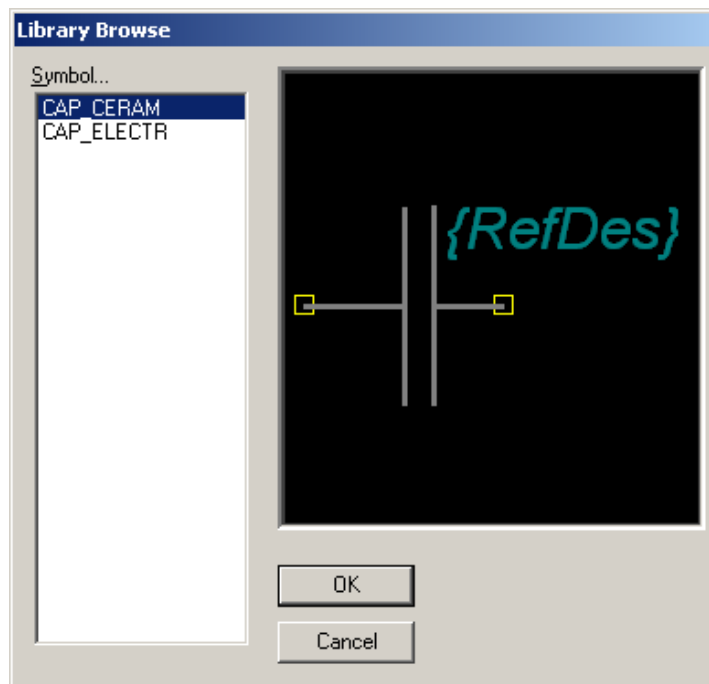 Library Browse
Symbol...
CAP_CERAM
CAP_ELECTR
{RefDes}
OK
Cancel